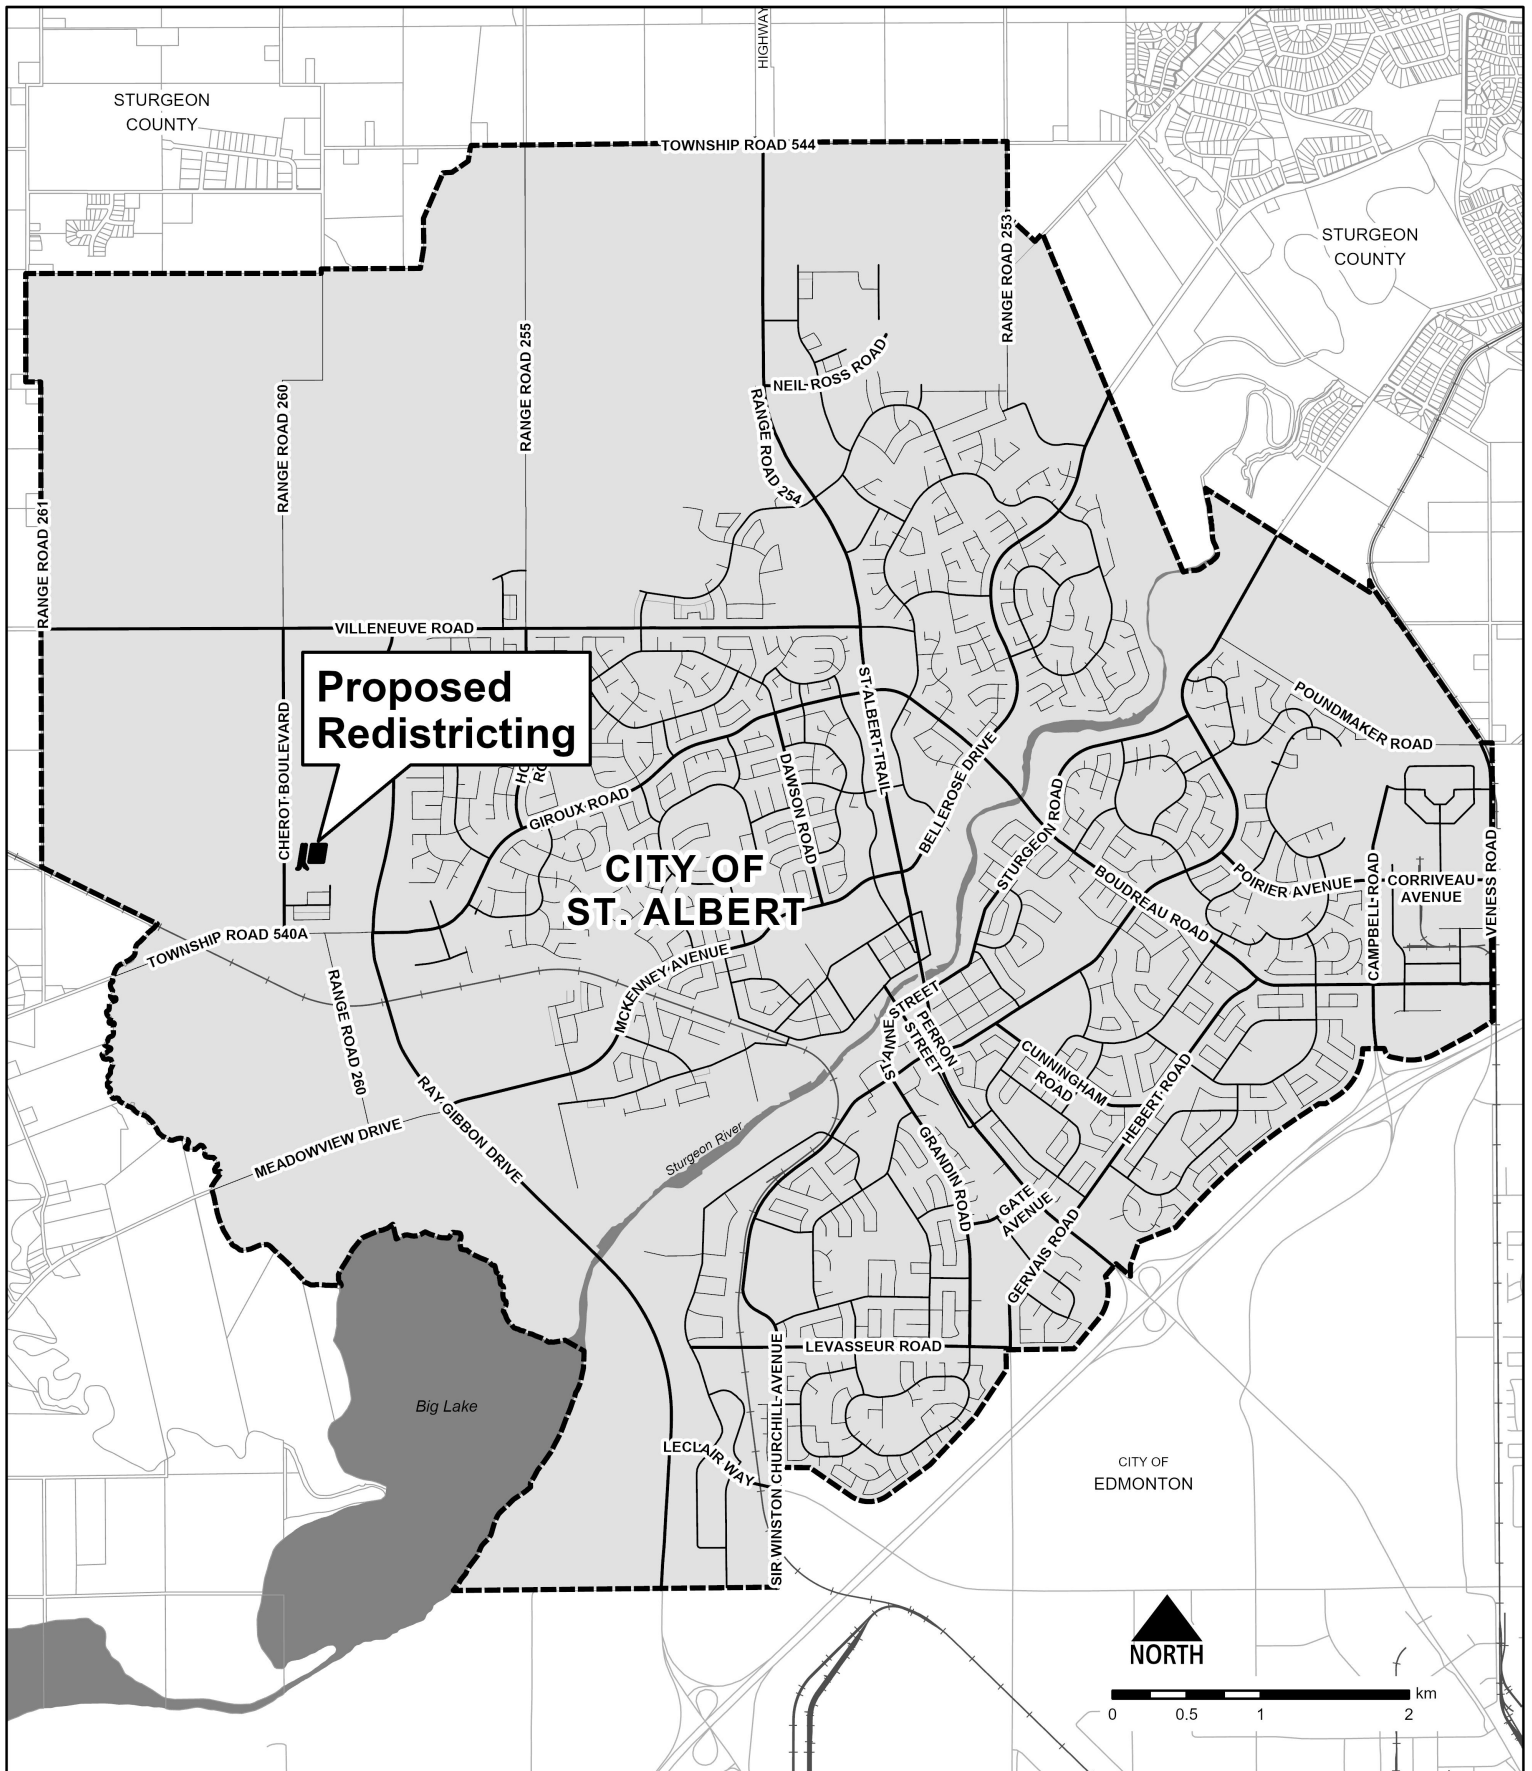 HIGHWAY
STURGEON
COUNTY
TOWNSHIP ROAD 544
RANGE ROAD 253
STURGEON
COUNTY
RANGE ROAD 255
NEIL ROSS ROAD
RANGE ROAD 260
RANGE ROAD 254
RANGE ROAD 261
VILLENEUVE ROAD
Proposed
Redistricting
ST ALBERT TRAIL
POUNDMAKER ROAD
CHEROT BOULEVARD
HO
RO
DAWSON ROAD
BELLEROSE DRIVE
GIROUX ROAD
STURGEON ROAD
CITY OF
ST. ALBERT
BOUDREAU ROAD
POIRIER AVENUE
CAMPBELL ROAD
CORRIVEAU
AVENUE
VENESS ROAD
TOWNSHIP ROAD 540A
MCKENNEY AVENUE
RANGE ROAD 260
ST ANNE STREET
PERRON
STREET
CUNNINGHAM
ROAD
HEBERT ROAD
RAY GIBBON DRIVE
MEADOWVIEW DRIVE
Sturgeon River
GRANDIN ROAD
GATE
AVENUE
GERVAIS ROAD
LEVASSEUR ROAD
Big Lake
LECLAIR WAY
SIR WINSTON CHURCHILL AVENUE
CITY OF
EDMONTON
NORTH
km
0 0.5 1 2